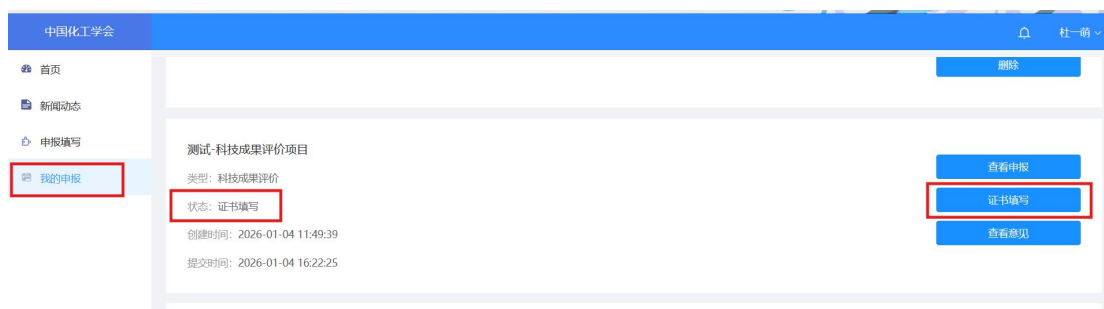 中国化工学会
杜一萌
首页
删除
新闻动态
申报填写
测试-科技成果评价项目
查看申报
我的申报
类型：科技成果评价
证书填写
状态：证书填写
查看意见
创建时间：2026-01-04 11:49:39
提交时间：2026-01-04 16:22:25